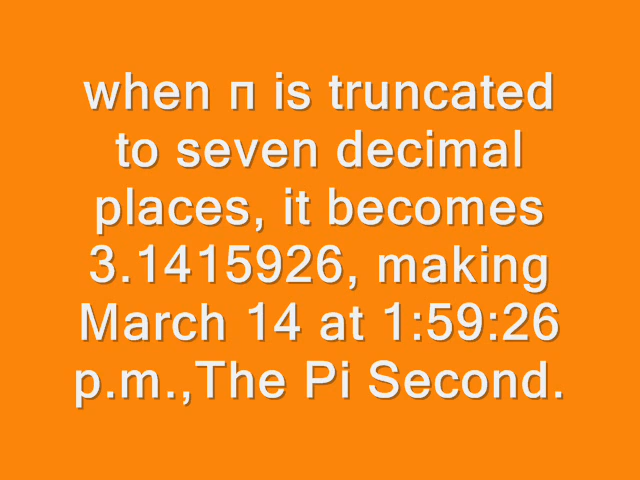 when п is truncated
to seven decimal
places, it becomes
3.1415926, making
March 14 at 1:59:26
p.m.,The Pi Second.